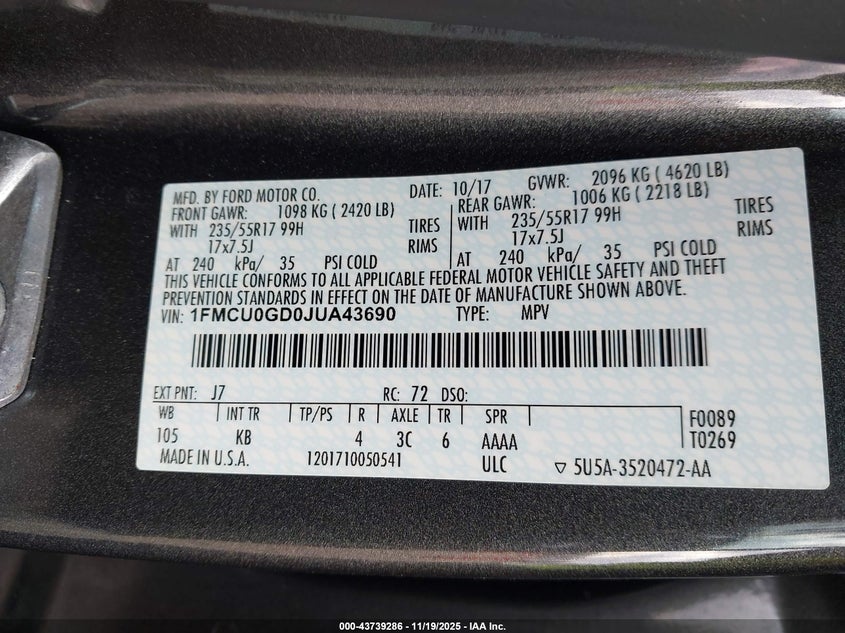 MFD. BY FORD MOTOR CO. DATE: 10/17 GVWR: 2096 KG ( 4620 LB)
FRONT GAWR: 1098 KG ( 2420 LB) REAR GAWR: 1006 KG ( 2218 LB)
WITH 235/55R17 99H TIRES WITH 235/55R17 99H TIRES
17x7.5J RIMS 17x7.5J RIMS
AT 240 kPa/ 35 PSI COLD AT 240 kPa/ 35 PSI COLD
THIS VEHICLE CONFORMS TO ALL APPLICABLE FEDERAL MOTOR VEHICLE SAFETY AND THEFT
PREVENTION STANDARDS IN EFFECT ON THE DATE OF MANUFACTURE SHOWN ABOVE.
VIN: 1FMCU0GD0JUA43690 TYPE: MPV
EXT PNT: J7 RC: 72 DSO:
WB INT TR TP/PS R AXLE TR SPR F0089
105 KB 4 3C 6 AAAA T0269
MADE IN U.S.A. 1201710050541 ULC ▽ 5U5A-3520472-AA
000-43739286 - 11/19/2025 - IAA Inc.